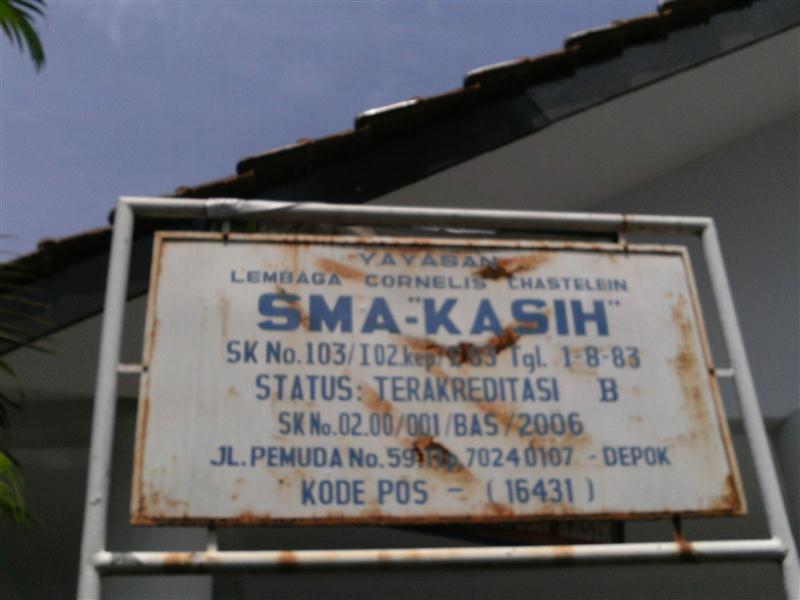 YAYASAN
LEMBAGA CORNELIS CHASTELEIN
SMA-"KASIH"
SK No.103/I02.kep/ 83 Tgl. 1-8-83
STATUS: TERAKREDITASI B
SK No.02.00/001/BAS/2006
JL.PEMUDA No.59 70240107 - DEPOK
KODE POS - (16431)